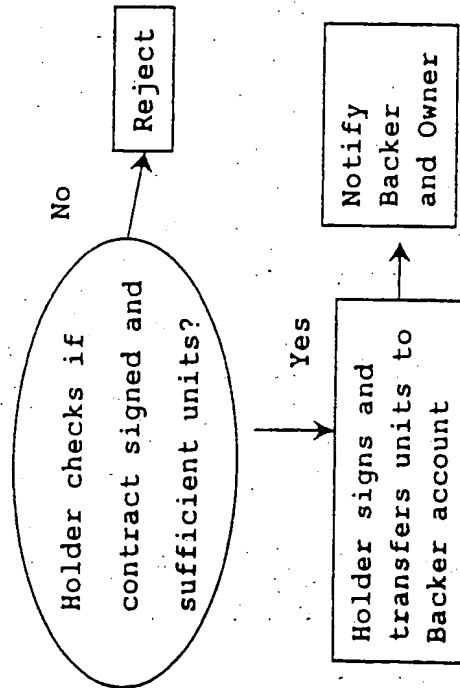 Holder checks if
contract signed and
sufficient units?
No
Reject
Yes
Holder signs and
transfers units to
Backer account
Notify
Backer
and Owner